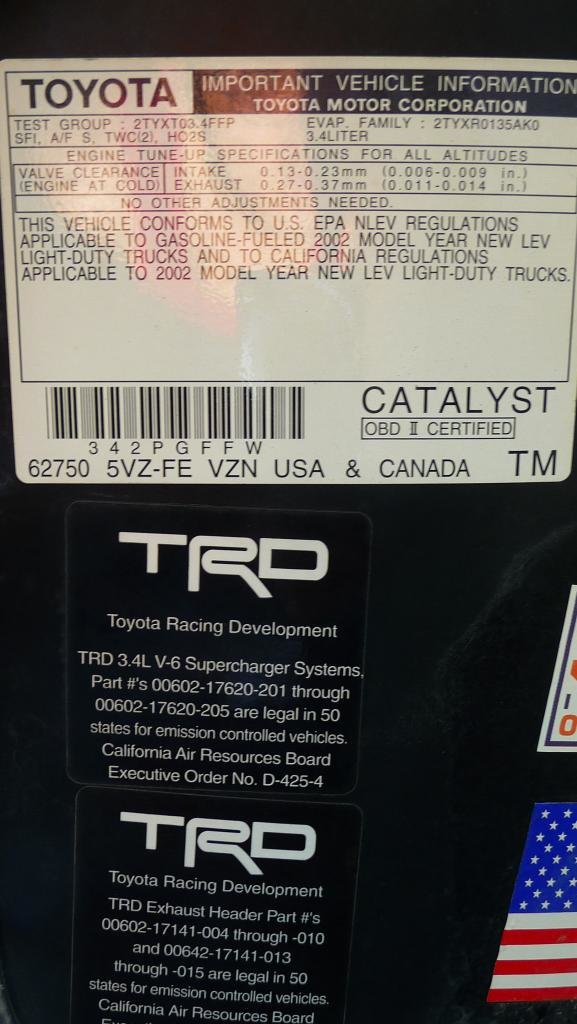 TOYOTA IMPORTANT VEHICLE INFORMATION
TOYOTA MOTOR CORPORATION
TEST GROUP : 2TYXT03.4FFP EVAP. FAMILY : 2TYXR0135AK0
SFI, A/F S, TWC(2), HO2S 3.4LITER
ENGINE TUNE-UP SPECIFICATIONS FOR ALL ALTITUDES
VALVE CLEARANCE INTAKE 0.13-0.23mm (0.006-0.009 in.)
(ENGINE AT COLD) EXHAUST 0.27-0.37mm (0.011-0.014 in.)
NO OTHER ADJUSTMENTS NEEDED.
THIS VEHICLE CONFORMS TO U.S. EPA NLEV REGULATIONS
APPLICABLE TO GASOLINE-FUELED 2002 MODEL YEAR NEW LEV
LIGHT-DUTY TRUCKS AND TO CALIFORNIA REGULATIONS
APPLICABLE TO 2002 MODEL YEAR NEW LEV LIGHT-DUTY TRUCKS.
CATALYST
OBD II CERTIFIED
342PGFFW
62750 5VZ-FE VZN USA & CANADA TM
TRD
Toyota Racing Development
TRD 3.4L V-6 Supercharger Systems,
Part #'s 00602-17620-201 through
00602-17620-205 are legal in 50
states for emission controlled vehicles.
California Air Resources Board
Executive Order No. D-425-4
TRD
Toyota Racing Development
TRD Exhaust Header Part #'s
00602-17141-004 through -010
and 00642-17141-013
through -015 are legal in 50
states for emission controlled vehicles.
California Air Resources Board